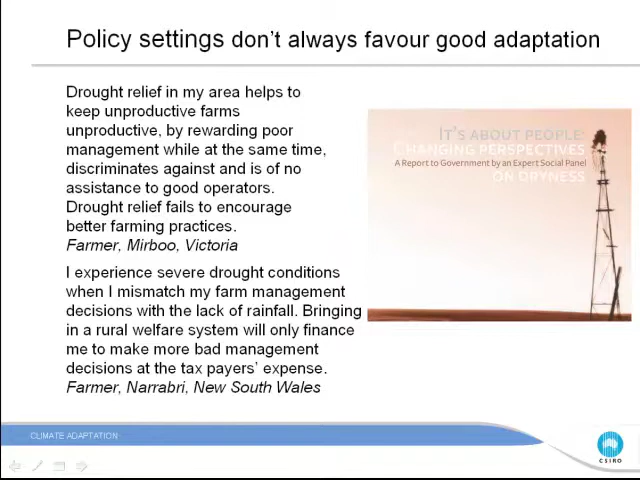 Policy settings don't always favour good adaptation
Drought relief in my area helps to
keep unproductive farms
unproductive, by rewarding poor
management while at the same time,
discriminates against and is of no
assistance to good operators.
Drought relief fails to encourage
better farming practices.
Farmer, Mirboo, Victoria
I experience severe drought conditions
when I mismatch my farm management
decisions with the lack of rainfall. Bringing
in a rural welfare system will only finance
me to make more bad management
decisions at the tax payers' expense.
Farmer, Narrabri, New South Wales
IT'S ABOUT PEOPLE:
CHANGING PERSPECTIVES
A Report to Government by an Expert Social Panel
ON DRYNESS
CLIMATE ADAPTATION
CSIRO